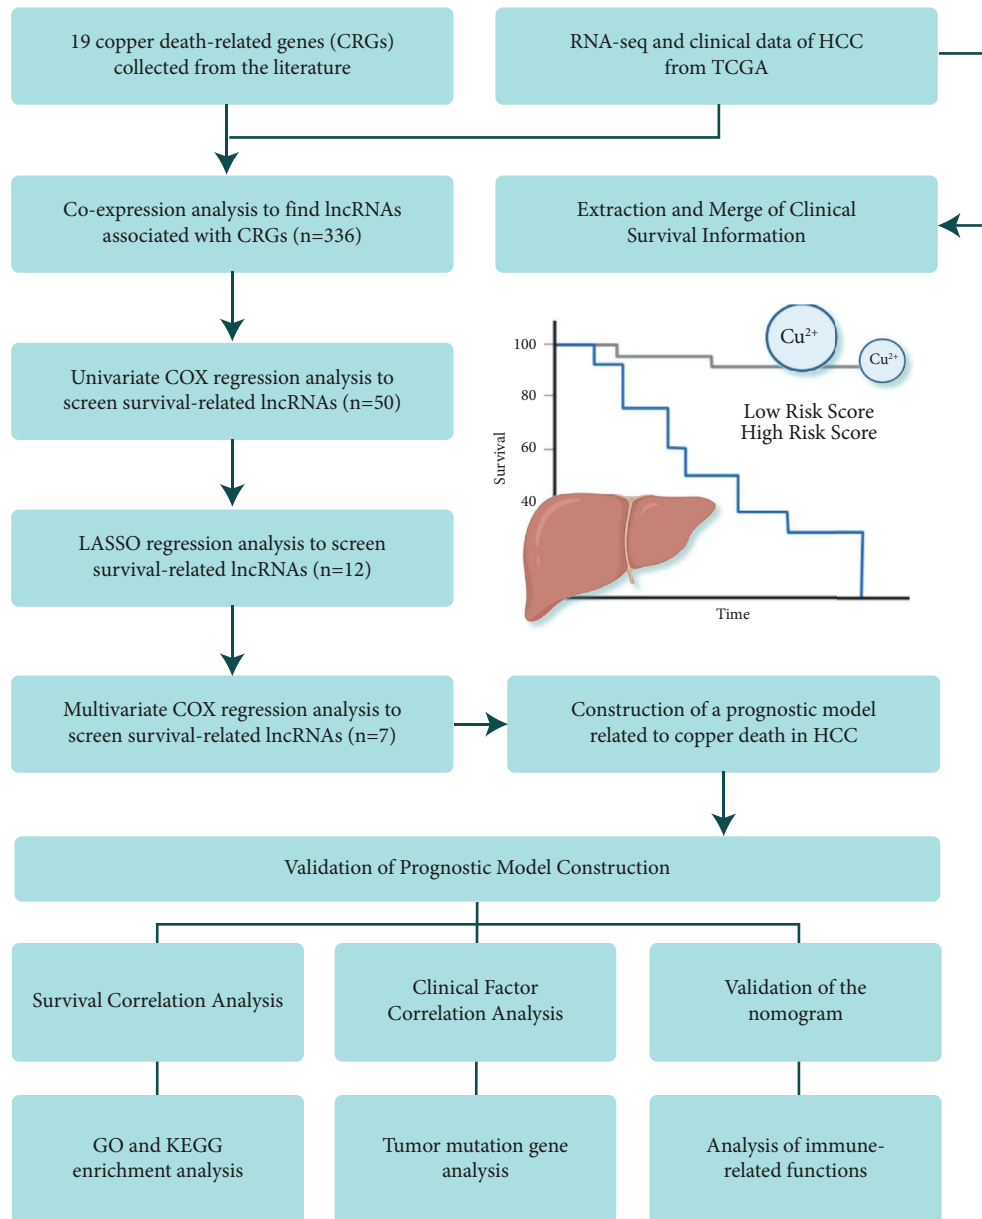 19 copper death-related genes (CRGs)
collected from the literature
RNA-seq and clinical data of HCC
from TCGA
Co-expression analysis to find lncRNAs
associated with CRGs (n=336)
Extraction and Merge of Clinical
Survival Information
Univariate COX regression analysis to
screen survival-related lncRNAs (n=50)
100
80
60
40
Survival
Time
Cu²⁺
Cu²⁺
Low Risk Score
High Risk Score
LASSO regression analysis to screen
survival-related lncRNAs (n=12)
Multivariate COX regression analysis to
screen survival-related lncRNAs (n=7)
Construction of a prognostic model
related to copper death in HCC
Validation of Prognostic Model Construction
Survival Correlation Analysis
Clinical Factor
Correlation Analysis
Validation of the
nomogram
GO and KEGG
enrichment analysis
Tumor mutation gene
analysis
Analysis of immune-
related functions